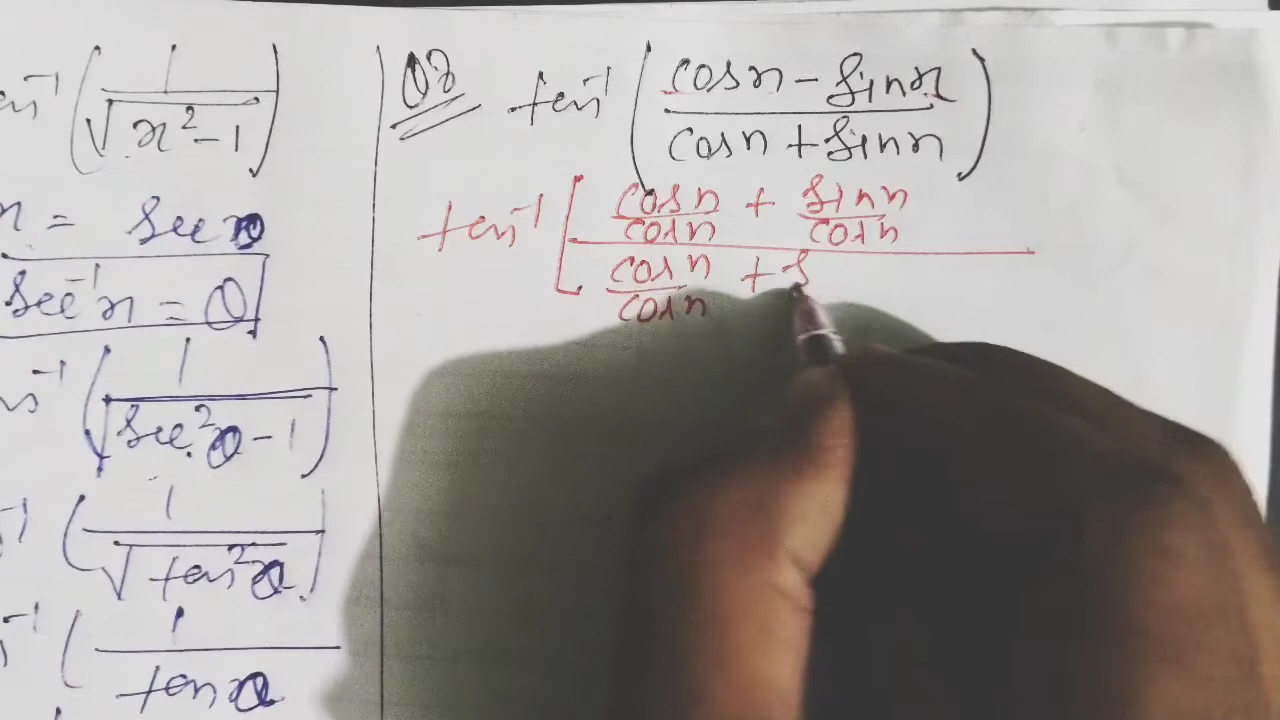 tan⁻¹ (1/√(x²-1))
x = secθ
sec⁻¹x = θ
(1/√(sec²θ-1))
(1/√(tan²θ))
(1/tanθ
Q2 tan⁻¹ ((cosx - sinx)/(cosx + sinx))
tan⁻¹ [(cosx/cosx + sinx/cosx)/(cosx/cosx + s